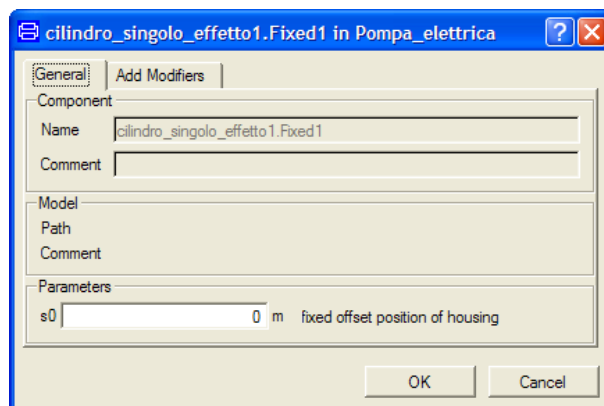 cilindro_singolo_effetto1.Fixed1 in Pompa_elettrica
General Add Modifiers
Component
Name cilindro_singolo_effetto1.Fixed1
Comment
Model
Path
Comment
Parameters
s0 0 m fixed offset position of housing
OK Cancel